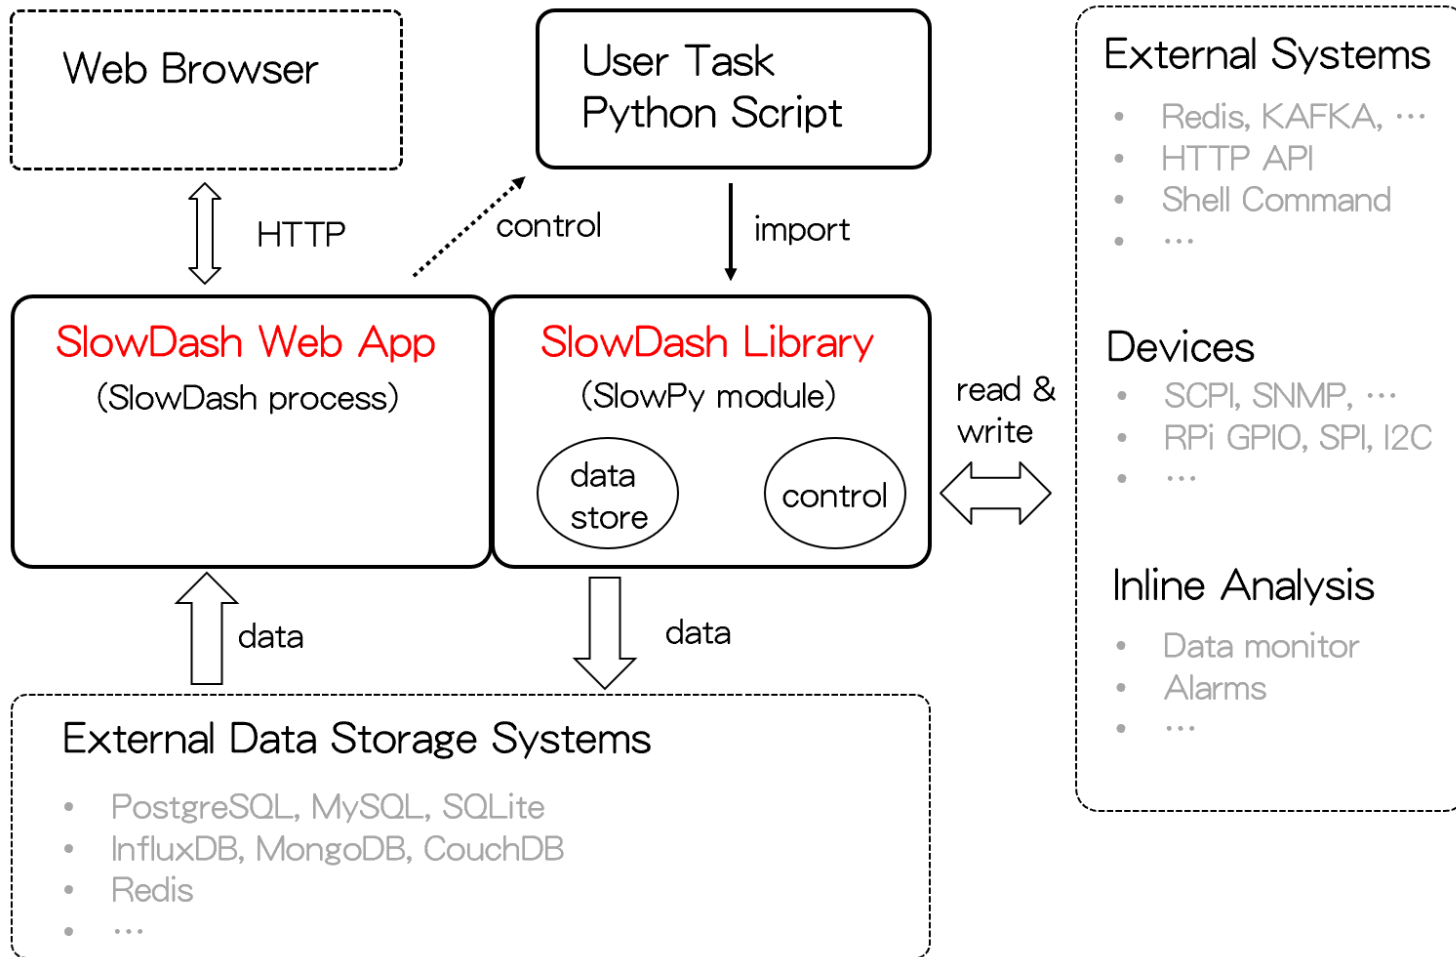 Web Browser
User Task
Python Script
HTTP
control
import
SlowDash Web App
(SlowDash process)
SlowDash Library
(SlowPy module)
data
store
control
read &
write
data
data
External Data Storage Systems
• PostgreSQL, MySQL, SQLite
• InfluxDB, MongoDB, CouchDB
• Redis
• ...
External Systems
• Redis, KAFKA, ...
• HTTP API
• Shell Command
• ...
Devices
• SCPI, SNMP, ...
• RPi GPIO, SPI, I2C
• ...
Inline Analysis
• Data monitor
• Alarms
• ...